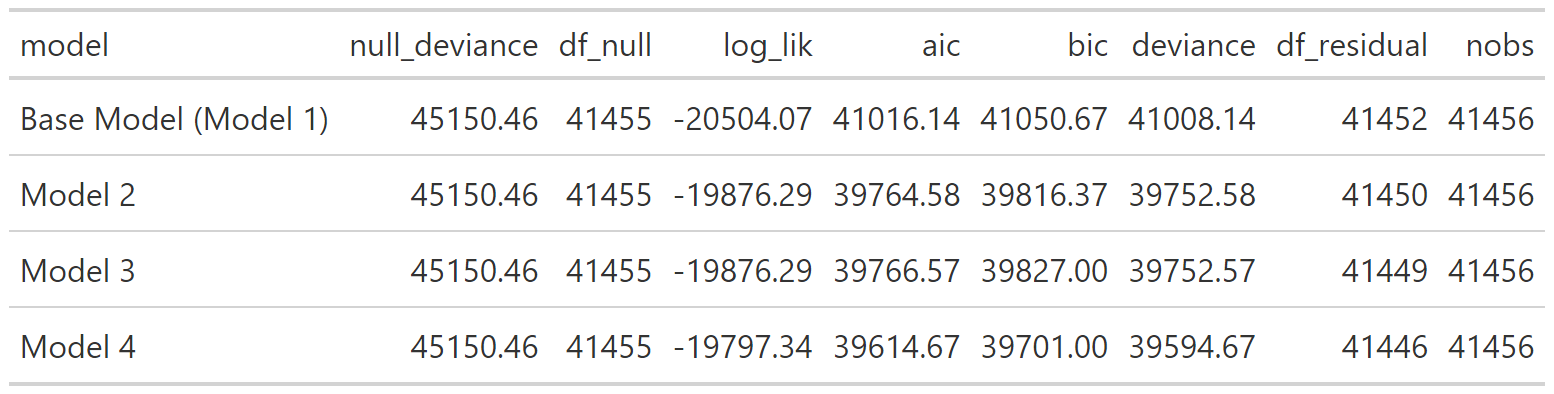 model null_deviance df_null log_lik aic bic deviance df_residual nobs
Base Model (Model 1) 45150.46 41455 -20504.07 41016.14 41050.67 41008.14 41452 41456
Model 2 45150.46 41455 -19876.29 39764.58 39816.37 39752.58 41450 41456
Model 3 45150.46 41455 -19876.29 39766.57 39827.00 39752.57 41449 41456
Model 4 45150.46 41455 -19797.34 39614.67 39701.00 39594.67 41446 41456